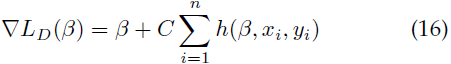 ∇L_D(β) = β + C ∑_{i=1}^{n} h(β, x_i, y_i) (16)